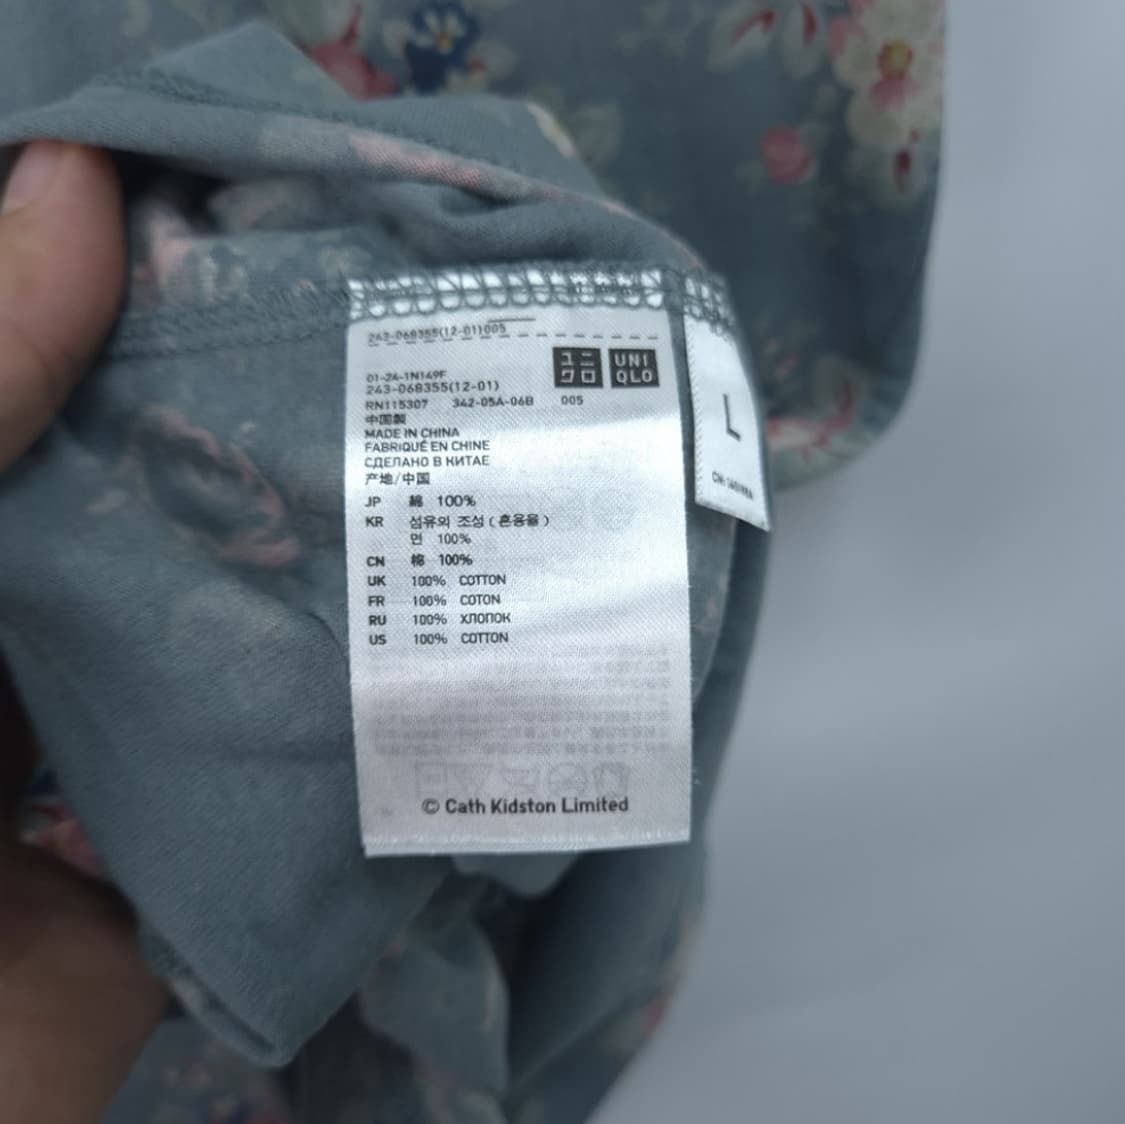 243-068355(12-01)005
ユニ UNI
クロ QLO
01-24-1N149F
243-068355(12-01)
RN115307 342-05A-06B 005
中国製
MADE IN CHINA
FABRIQUÉ EN CHINE
СДЕЛАНО В КИТАЕ
产地/中国
JP 綿 100%
KR 섬유의 조성 ( 혼용율 )
면 100%
CN 棉 100%
UK 100% COTTON
FR 100% COTON
RU 100% ХЛОПОК
US 100% COTTON
© Cath Kidston Limited
L